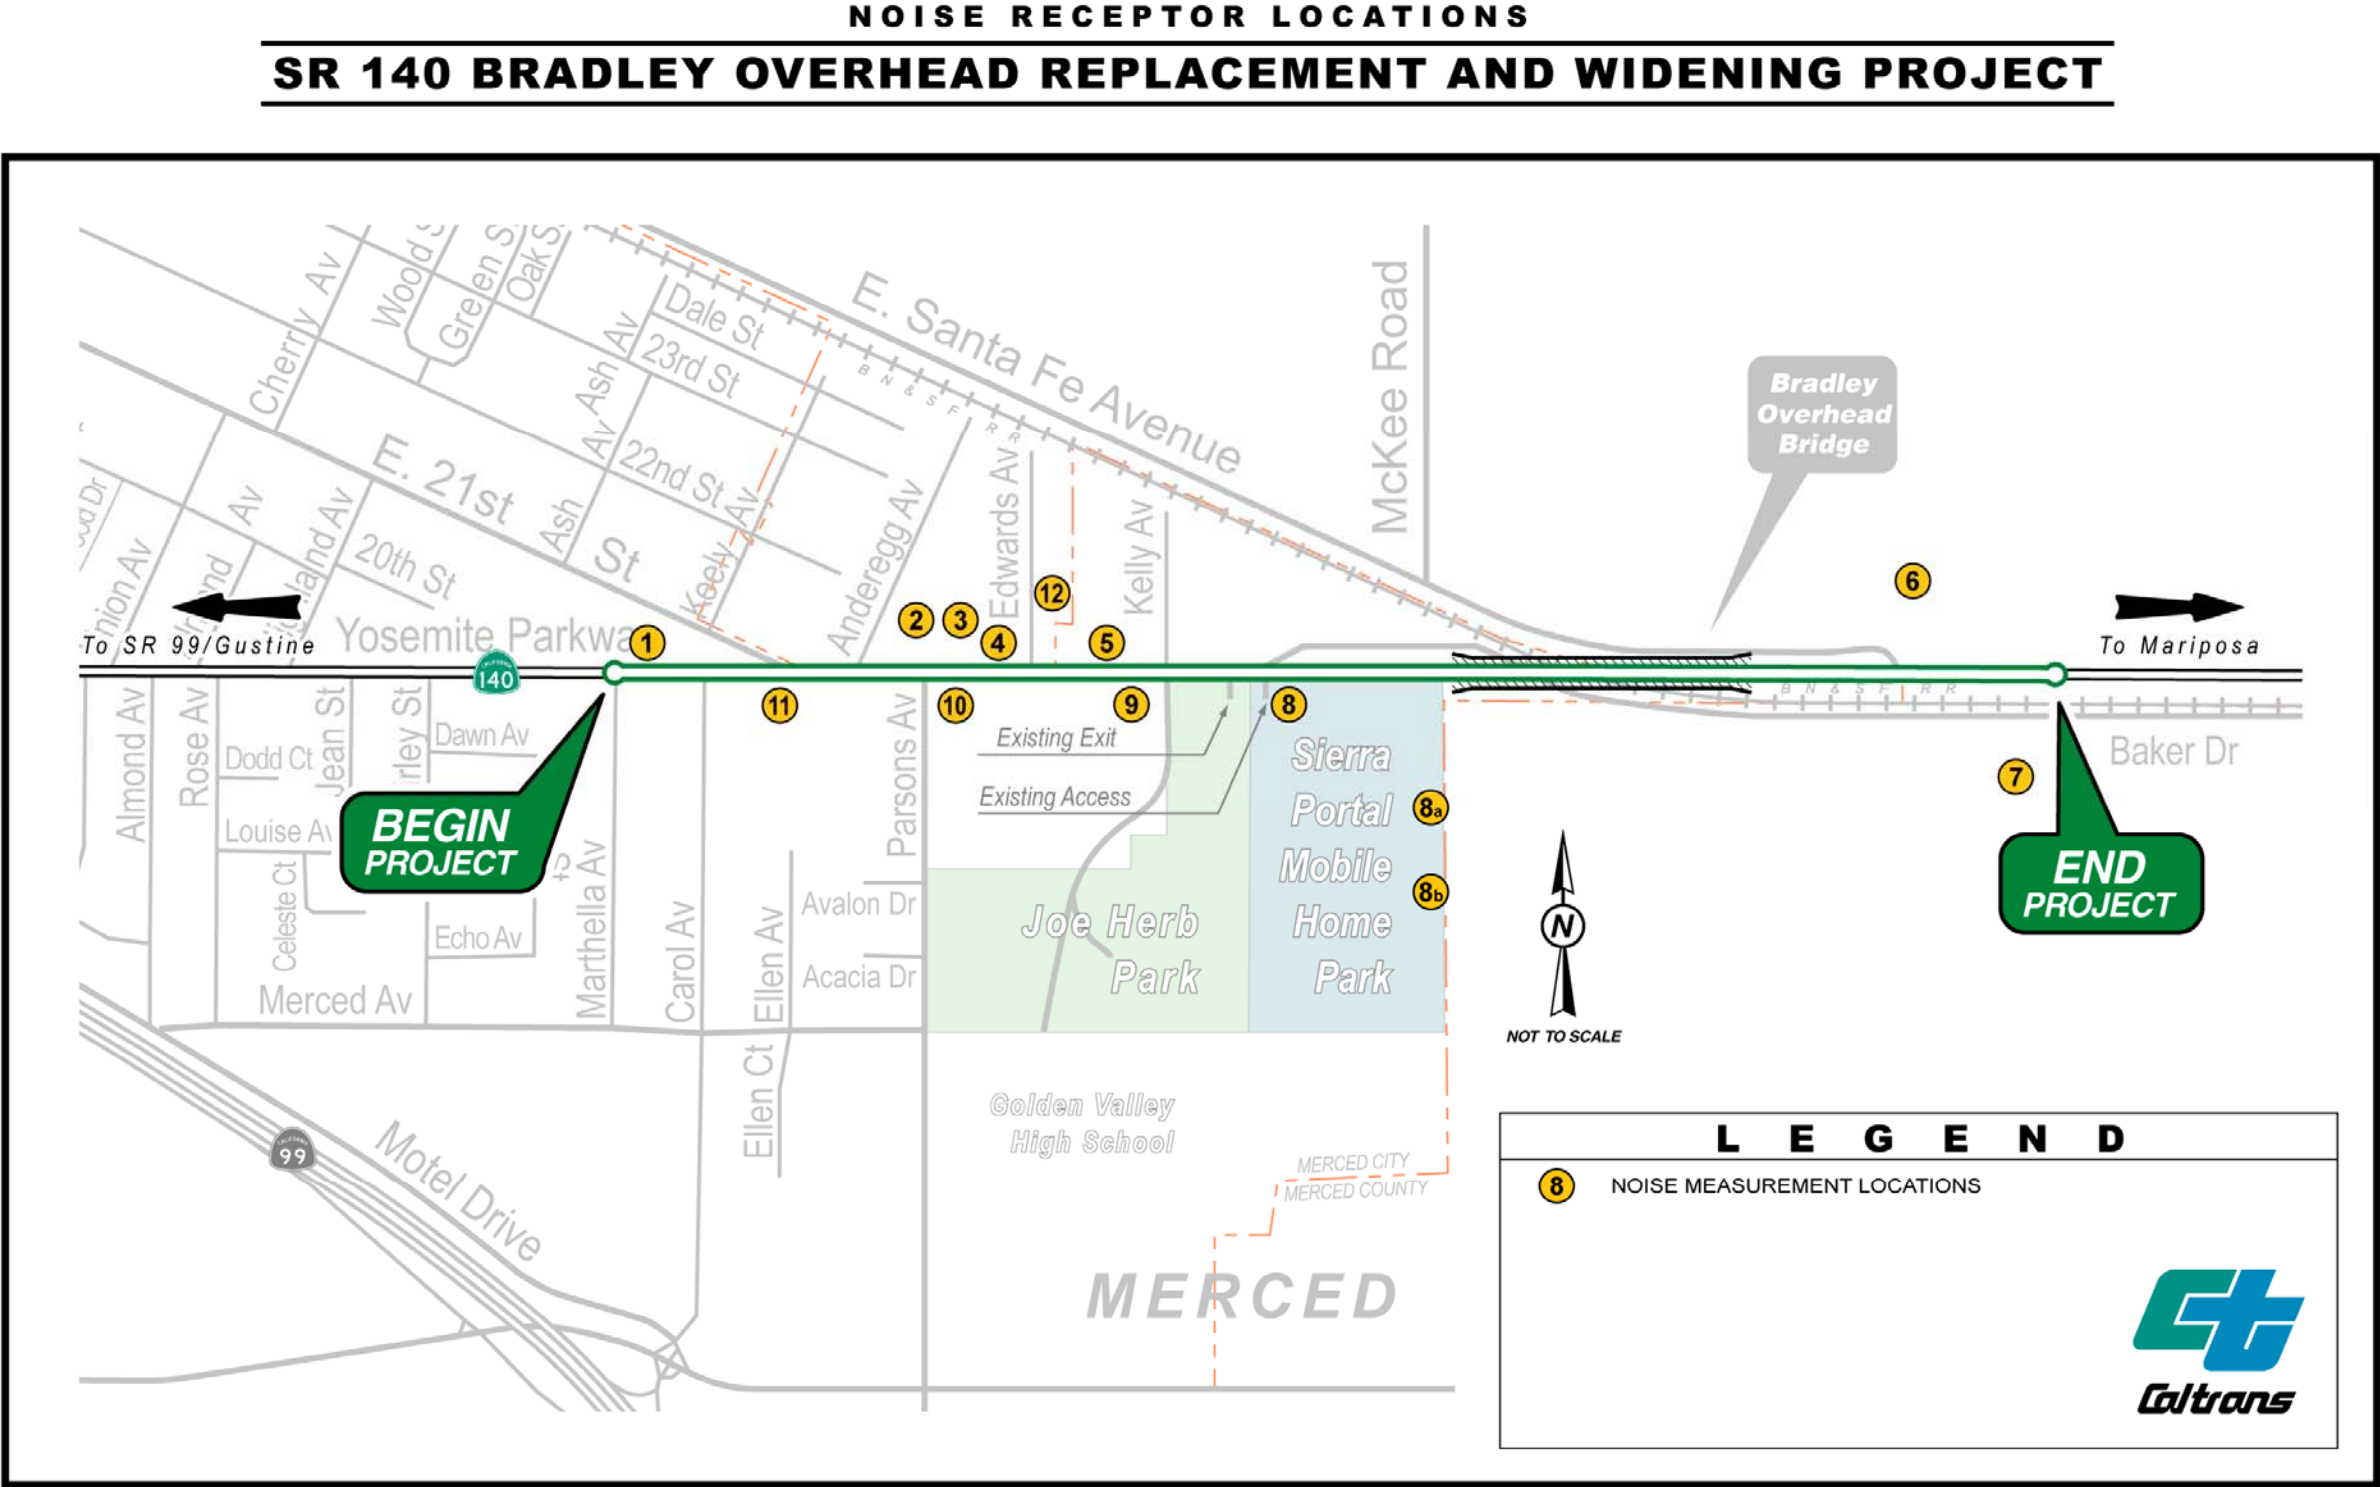 NOISE RECEPTOR LOCATIONS
SR 140 BRADLEY OVERHEAD REPLACEMENT AND WIDENING PROJECT
Cherry Av
Wood S
Green S
Oak S
Dale St
23rd St
22nd St
Ash Av
Ash Av
E. 21st St
20th St
Av
Keely Av
Anderegg Av
Edwards Av
Kelly Av
E. Santa Fe Avenue
B N & S F R R
McKee Road
Bradley
Overhead
Bridge
6
12
2
3
4
5
1
To SR 99/Gustine
Yosemite Parkwa
To Mariposa
CALIFORNIA
140
B N & S F R R
11
10
9
8
Existing Exit
Existing Access
Almond Av
Rose Av
Jean St
Dodd Ct
Dawn Av
Louise Av
Celeste Ct
Echo Av
Merced Av
Marthella Av
Carol Av
Ellen Av
Ellen Ct
Parsons Av
Avalon Dr
Acacia Dr
BEGIN
PROJECT
Joe Herb
Park
Sierra
Portal
Mobile
Home
Park
8a
8b
7
Baker Dr
END
PROJECT
N
NOT TO SCALE
Golden Valley
High School
MERCED CITY
MERCED COUNTY
MERCED
CALIFORNIA
99
Motel Drive
LEGEND
8 NOISE MEASUREMENT LOCATIONS
Caltrans